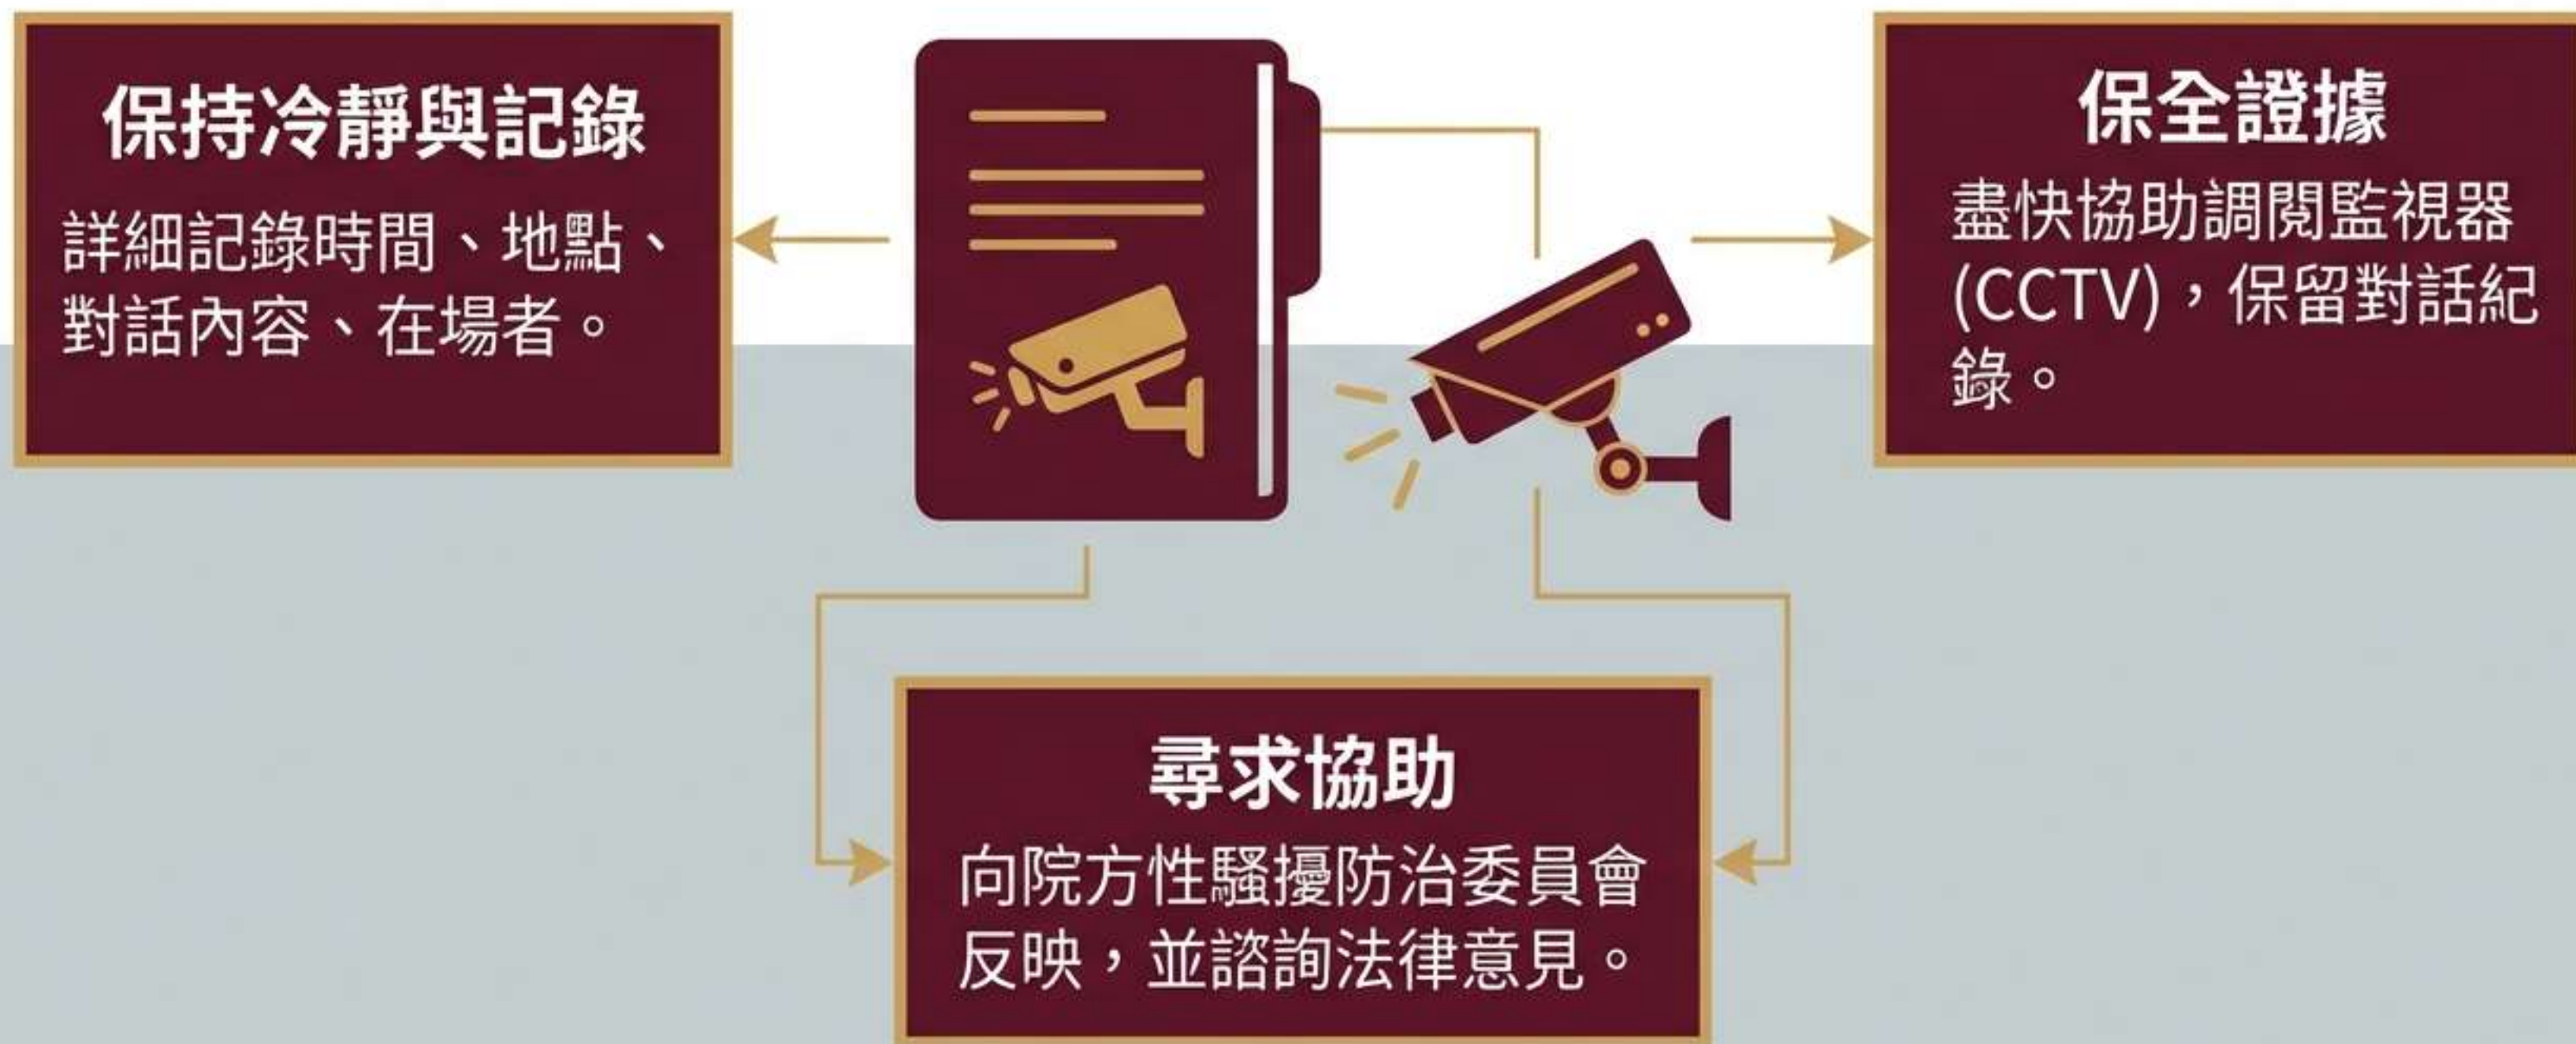 保持冷靜與記錄
詳細記錄時間、地點、
對話內容、在場者。
保全證據
盡快協助調閱監視器
(CCTV)，保留對話紀
錄。
尋求協助
向院方性騷擾防治委員會
反映，並諮詢法律意見。